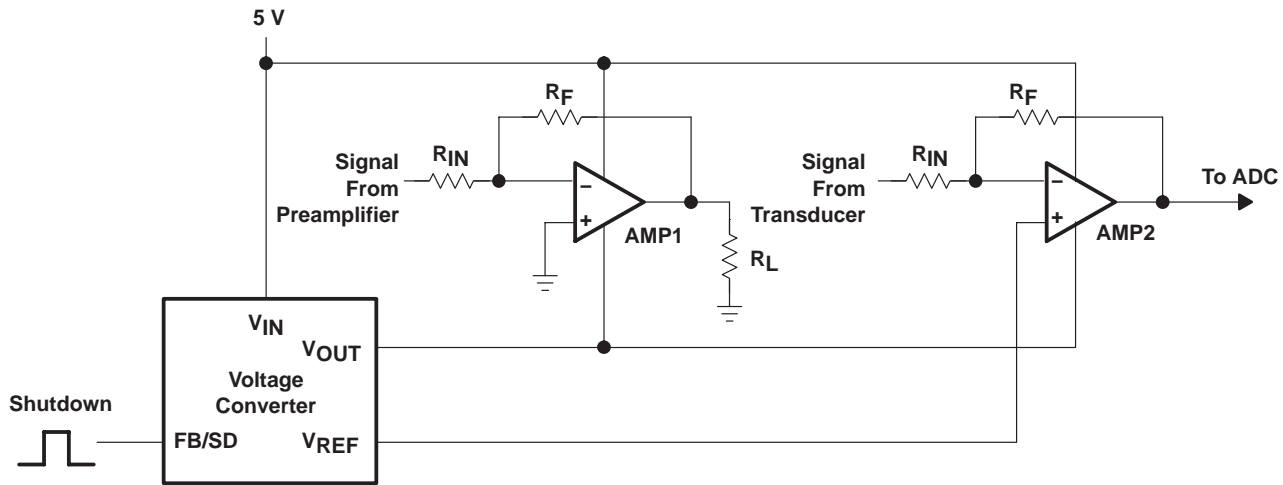 5 V
RF
RIN
Signal
From
Preamplifier
−
+
AMP1
RL
RF
RIN
Signal
From
Transducer
−
+
AMP2
To ADC
VIN
VOUT
Voltage
Converter
Shutdown
FB/SD
VREF